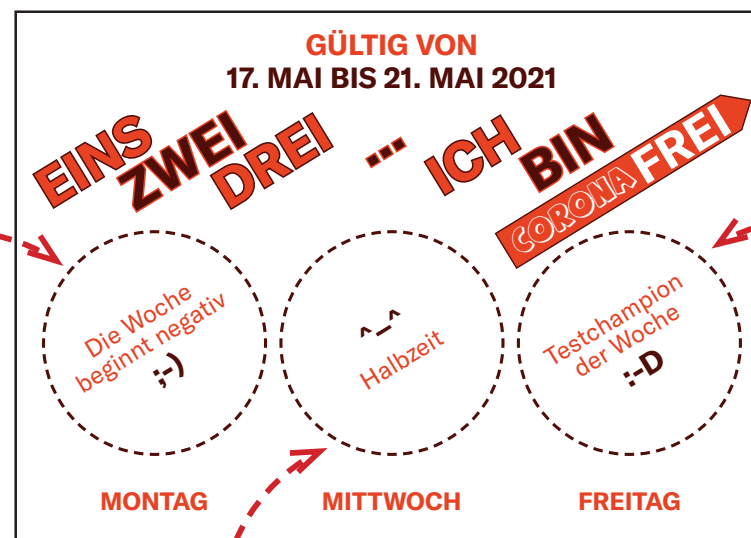 GÜLTIG VON
17. MAI BIS 21. MAI 2021
EINS ZWEI DREI ... ICH BIN CORONA FREI
Die Woche
beginnt negativ
;-)
^_^
Halbzeit
Testchampion
der Woche
:-D
MONTAG
MITTWOCH
FREITAG